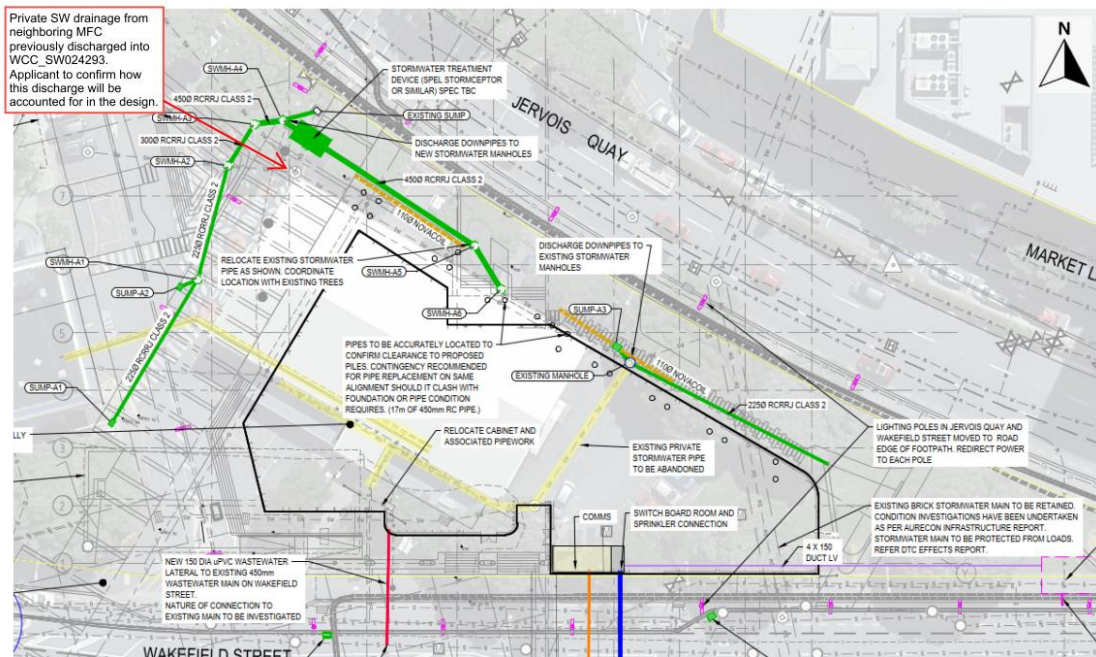 Private SW drainage from
neighboring MFC
previously discharged into
WCC_SW024293.
Applicant to confirm how
this discharge will be
accounted for in the design.
SWMH-A4
STORMWATER TREATMENT
DEVICE (SPEL STORMCEPTOR
OR SIMILAR) SPEC TBC
N
450Ø RCRRJ CLASS 2
EXISTING SUMP
SWMH-A3
300Ø RCRRJ CLASS 2
DISCHARGE DOWNPIPES TO
NEW STORMWATER MANHOLES
JERVOIS QUAY
SWMH-A2
450Ø RCRRJ CLASS 2
7
225Ø RCRRJ CLASS 2
110Ø NOVACOIL
DISCHARGE DOWNPIPES TO
EXISTING STORMWATER
MANHOLES
MARKET L
SWMH-A1
RELOCATE EXISTING STORMWATER
PIPE AS SHOWN. COORDINATE
LOCATION WITH EXISTING TREES
SWMH-A5
SUMP-A2
SWMH-A6
SUMP-A3
5
225Ø RCRRJ CLASS 2
PIPES TO BE ACCURATELY LOCATED TO
CONFIRM CLEARANCE TO PROPOSED
PILES. CONTINGENCY RECOMMENDED
FOR PIPE REPLACEMENT ON SAME
ALIGNMENT SHOULD IT CLASH WITH
FOUNDATION OR PIPE CONDITION
REQUIRES. (17m OF 450mm RC PIPE.)
EXISTING MANHOLE
110Ø NOVACOIL
SUMP-A1
225Ø RCRRJ CLASS 2
LLY
RELOCATE CABINET AND
ASSOCIATED PIPEWORK
EXISTING PRIVATE
STORMWATER PIPE
TO BE ABANDONED
LIGHTING POLES IN JERVOIS QUAY AND
WAKEFIELD STREET MOVED TO ROAD
EDGE OF FOOTPATH. REDIRECT POWER
TO EACH POLE
2
COMMS
SWITCH BOARD ROOM AND
SPRINKLER CONNECTION
EXISTING BRICK STORMWATER MAIN TO BE RETAINED.
CONDITION INVESTIGATIONS HAVE BEEN UNDERTAKEN
AS PER AURECON INFRASTRUCTURE REPORT.
STORMWATER MAIN TO BE PROTECTED FROM LOADS.
REFER DTC EFFECTS REPORT.
4 X 150
DUCT LV
NEW 150 DIA uPVC WASTEWATER
LATERAL TO EXISTING 450mm
WASTEWATER MAIN ON WAKEFIELD
STREET.
NATURE OF CONNECTION TO
EXISTING MAIN TO BE INVESTIGATED
WAKEFIELD STREET